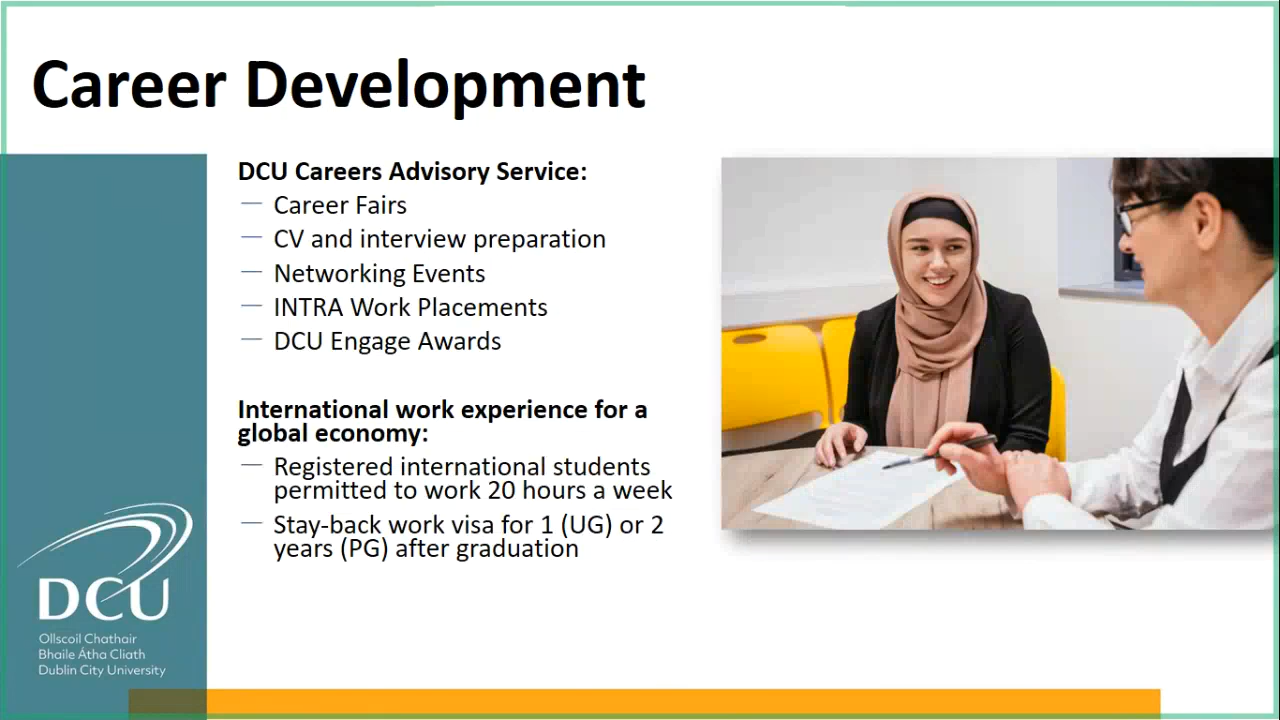 Career Development
DCU Careers Advisory Service:
— Career Fairs
— CV and interview preparation
— Networking Events
— INTRA Work Placements
— DCU Engage Awards
International work experience for a
global economy:
— Registered international students
permitted to work 20 hours a week
— Stay-back work visa for 1 (UG) or 2
years (PG) after graduation
DCU
Ollscoil Chathair
Bhaile Átha Cliath
Dublin City University